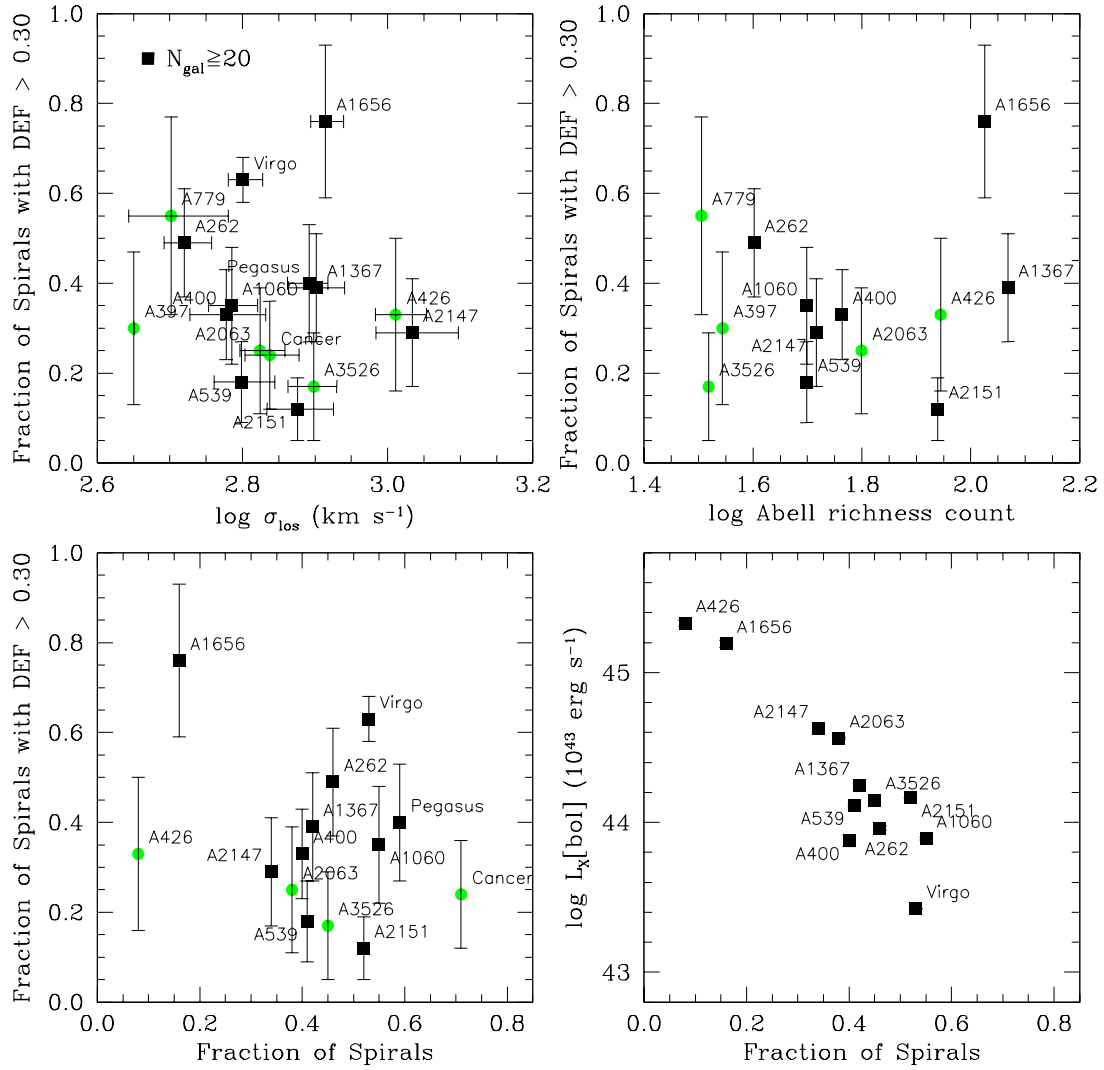 Fraction of Spirals with DEF > 0.30
1.0
0.8
0.6
0.4
0.2
0.0
N_gal≥20
A1656
Virgo
A779
A262
Pegasus
A1367
A397
A400
A1060
A426
A2147
A2063
Cancer
A539
A3526
A2151
2.6
2.8
3.0
3.2
log σ_los (km s⁻¹)
Fraction of Spirals with DEF > 0.30
1.0
0.8
0.6
0.4
0.2
0.0
A1656
A779
A262
A1367
A1060
A400
A426
A397
A2147
A2063
A3526
A539
A2151
1.4
1.6
1.8
2.0
2.2
log Abell richness count
Fraction of Spirals with DEF > 0.30
1.0
0.8
0.6
0.4
0.2
0.0
A1656
Virgo
A262
Pegasus
A1367
A426
A400
A2147
A1060
A2063
Cancer
A3526
A539
A2151
0.0
0.2
0.4
0.6
0.8
Fraction of Spirals
log L_X[bol] (10⁴³ erg s⁻¹)
45
44
43
A426
A1656
A2147
A2063
A1367
A3526
A539
A2151
A1060
A400
A262
Virgo
0.0
0.2
0.4
0.6
0.8
Fraction of Spirals